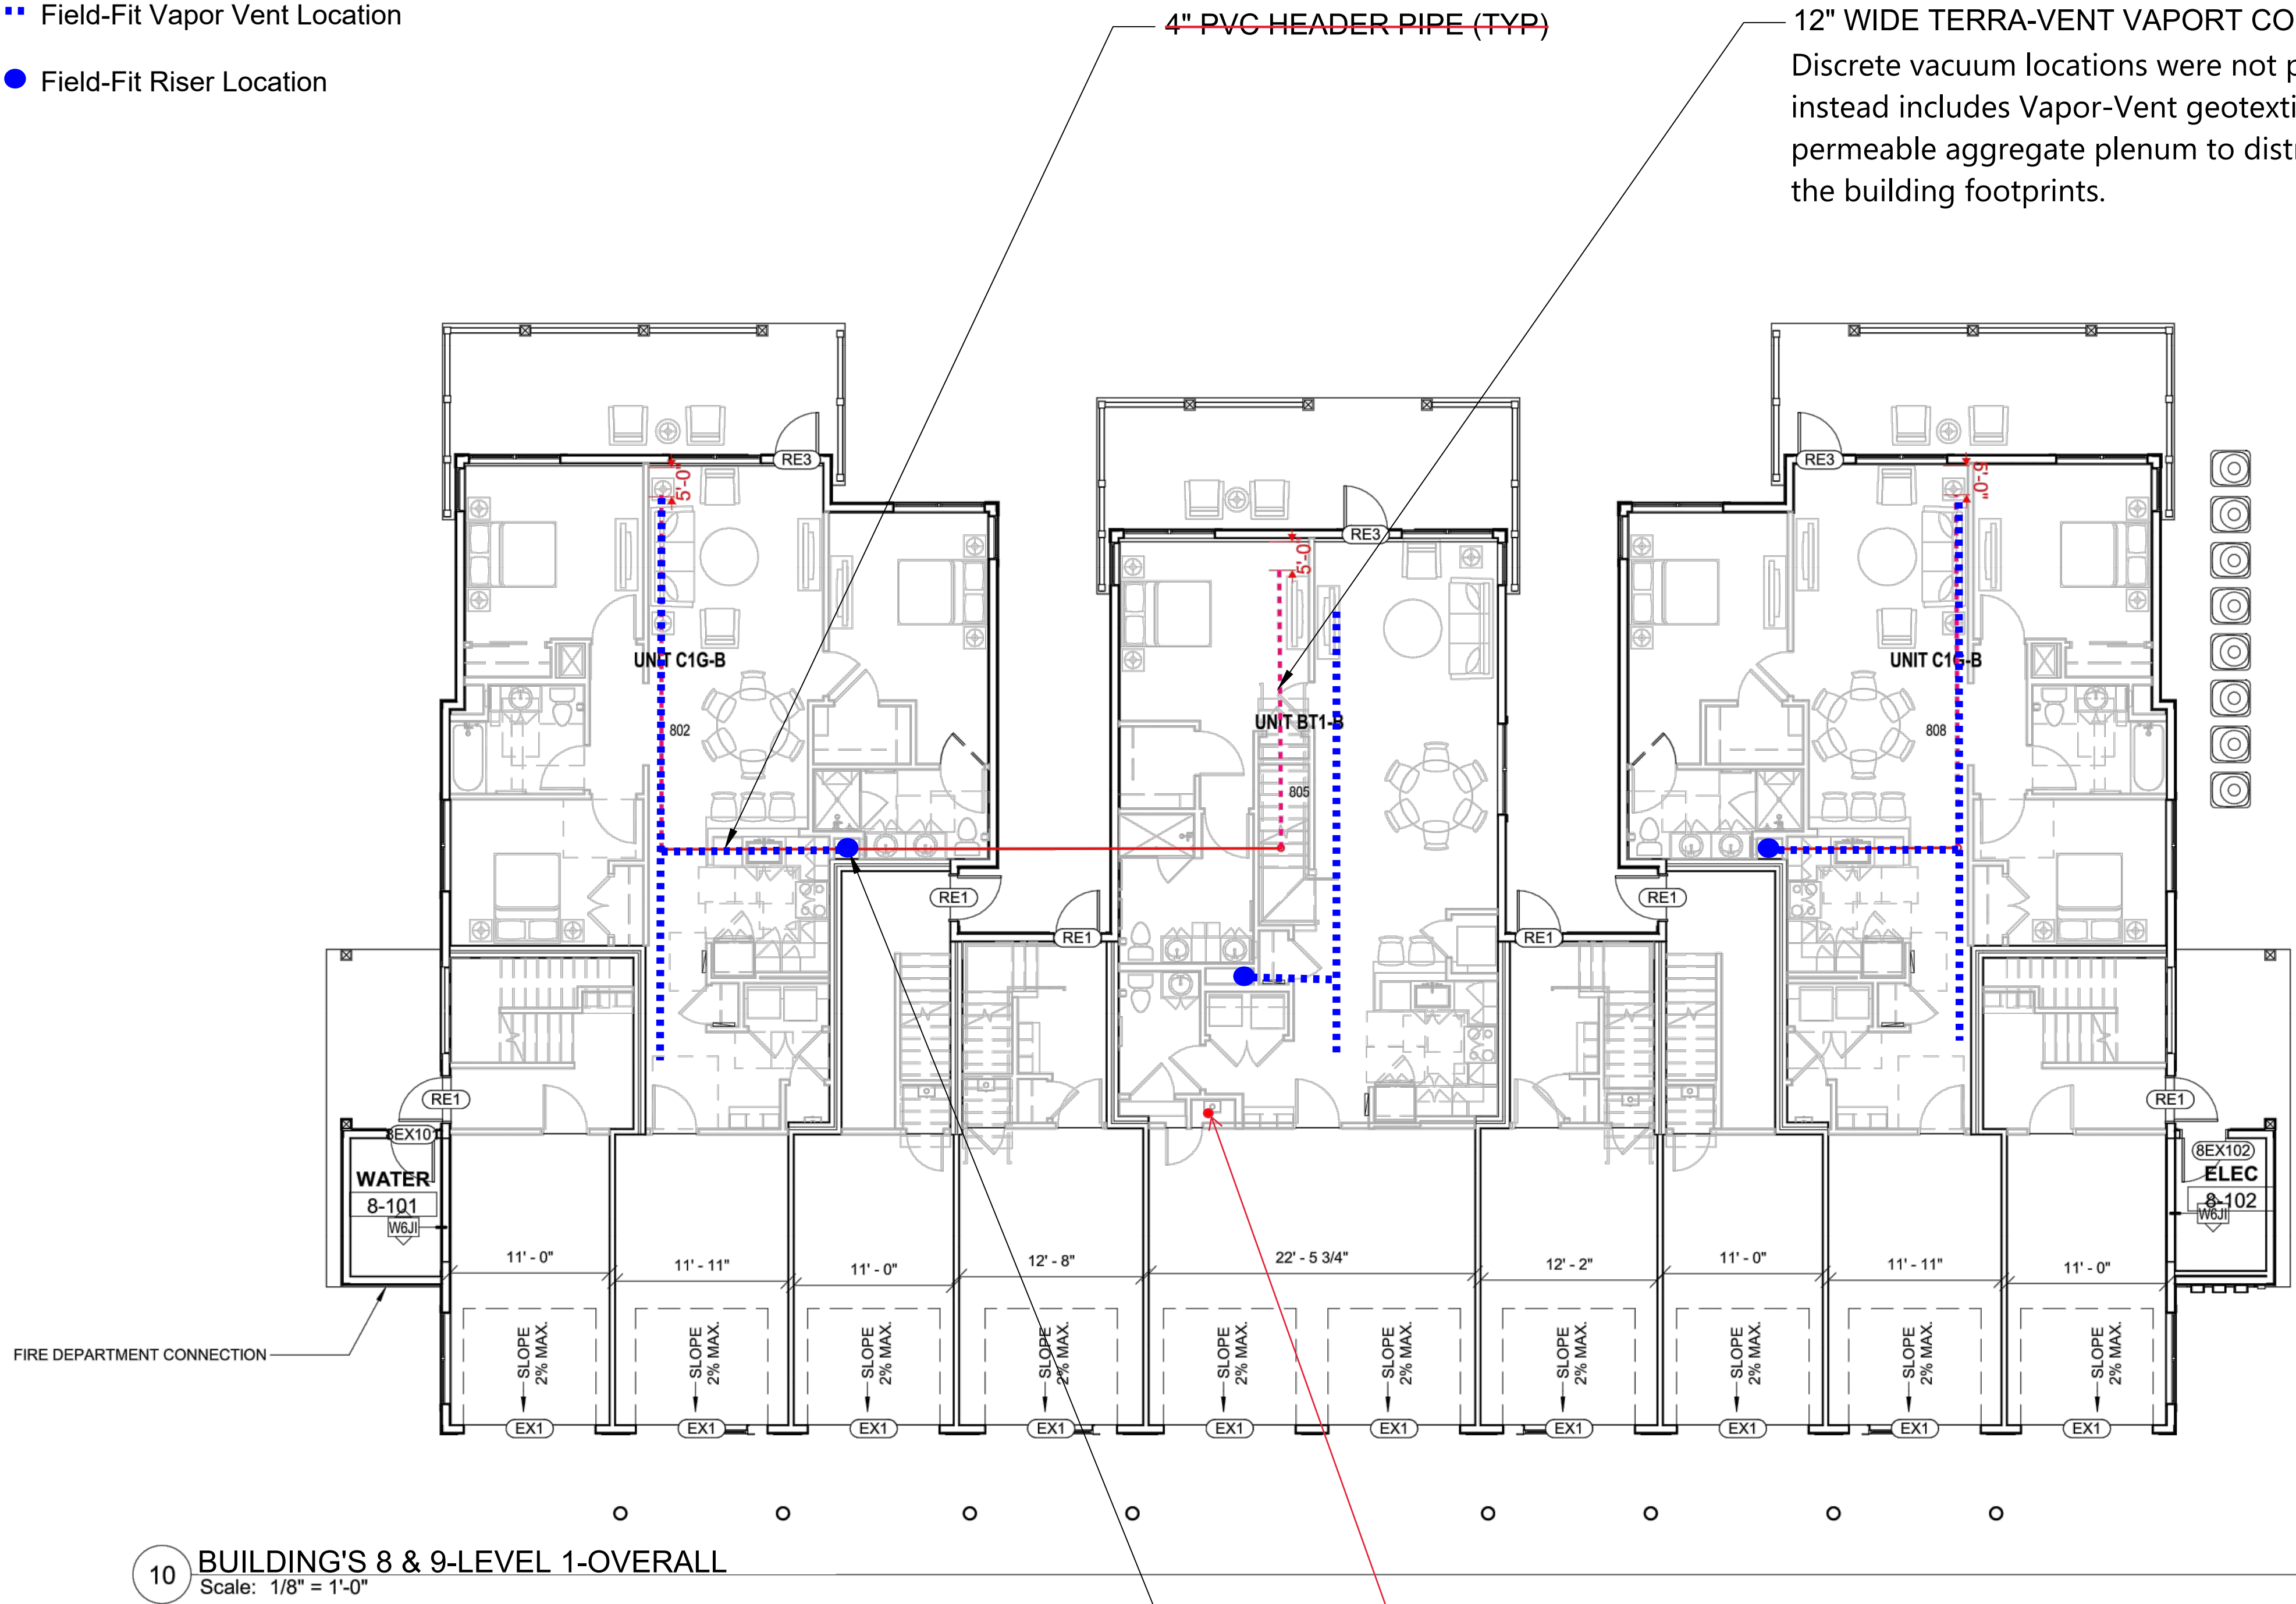 Field-Fit Vapor Vent Location
4" PVC HEADER PIPE (TYP)
12" WIDE TERRA-VENT VAPORT CO
Discrete vacuum locations were not p
instead includes Vapor-Vent geotexti
permeable aggregate plenum to distr
the building footprints.
Field-Fit Riser Location
RE3
RE3
RE3
5'-0"
5'-0"
5'-0"
UNIT C1G-B
802
UNIT BT1-B
805
UNIT C1G-B
808
RE1
RE1
RE1
RE1
RE1
RE1
8EX101
WATER
8-101
W6JI
8EX102
ELEC
8-102
W6JI
11' - 0"
11' - 11"
11' - 0"
12' - 8"
22' - 5 3/4"
12' - 2"
11' - 0"
11' - 11"
11' - 0"
FIRE DEPARTMENT CONNECTION
SLOPE
2% MAX.
SLOPE
2% MAX.
SLOPE
2% MAX.
SLOPE
2% MAX.
SLOPE
2% MAX.
SLOPE
2% MAX.
SLOPE
2% MAX.
SLOPE
2% MAX.
SLOPE
2% MAX.
SLOPE
2% MAX.
EX1
EX1
EX1
EX1
EX1
EX1
EX1
EX1
EX1
EX1
10
BUILDING'S 8 & 9-LEVEL 1-OVERALL
Scale: 1/8" = 1'-0"